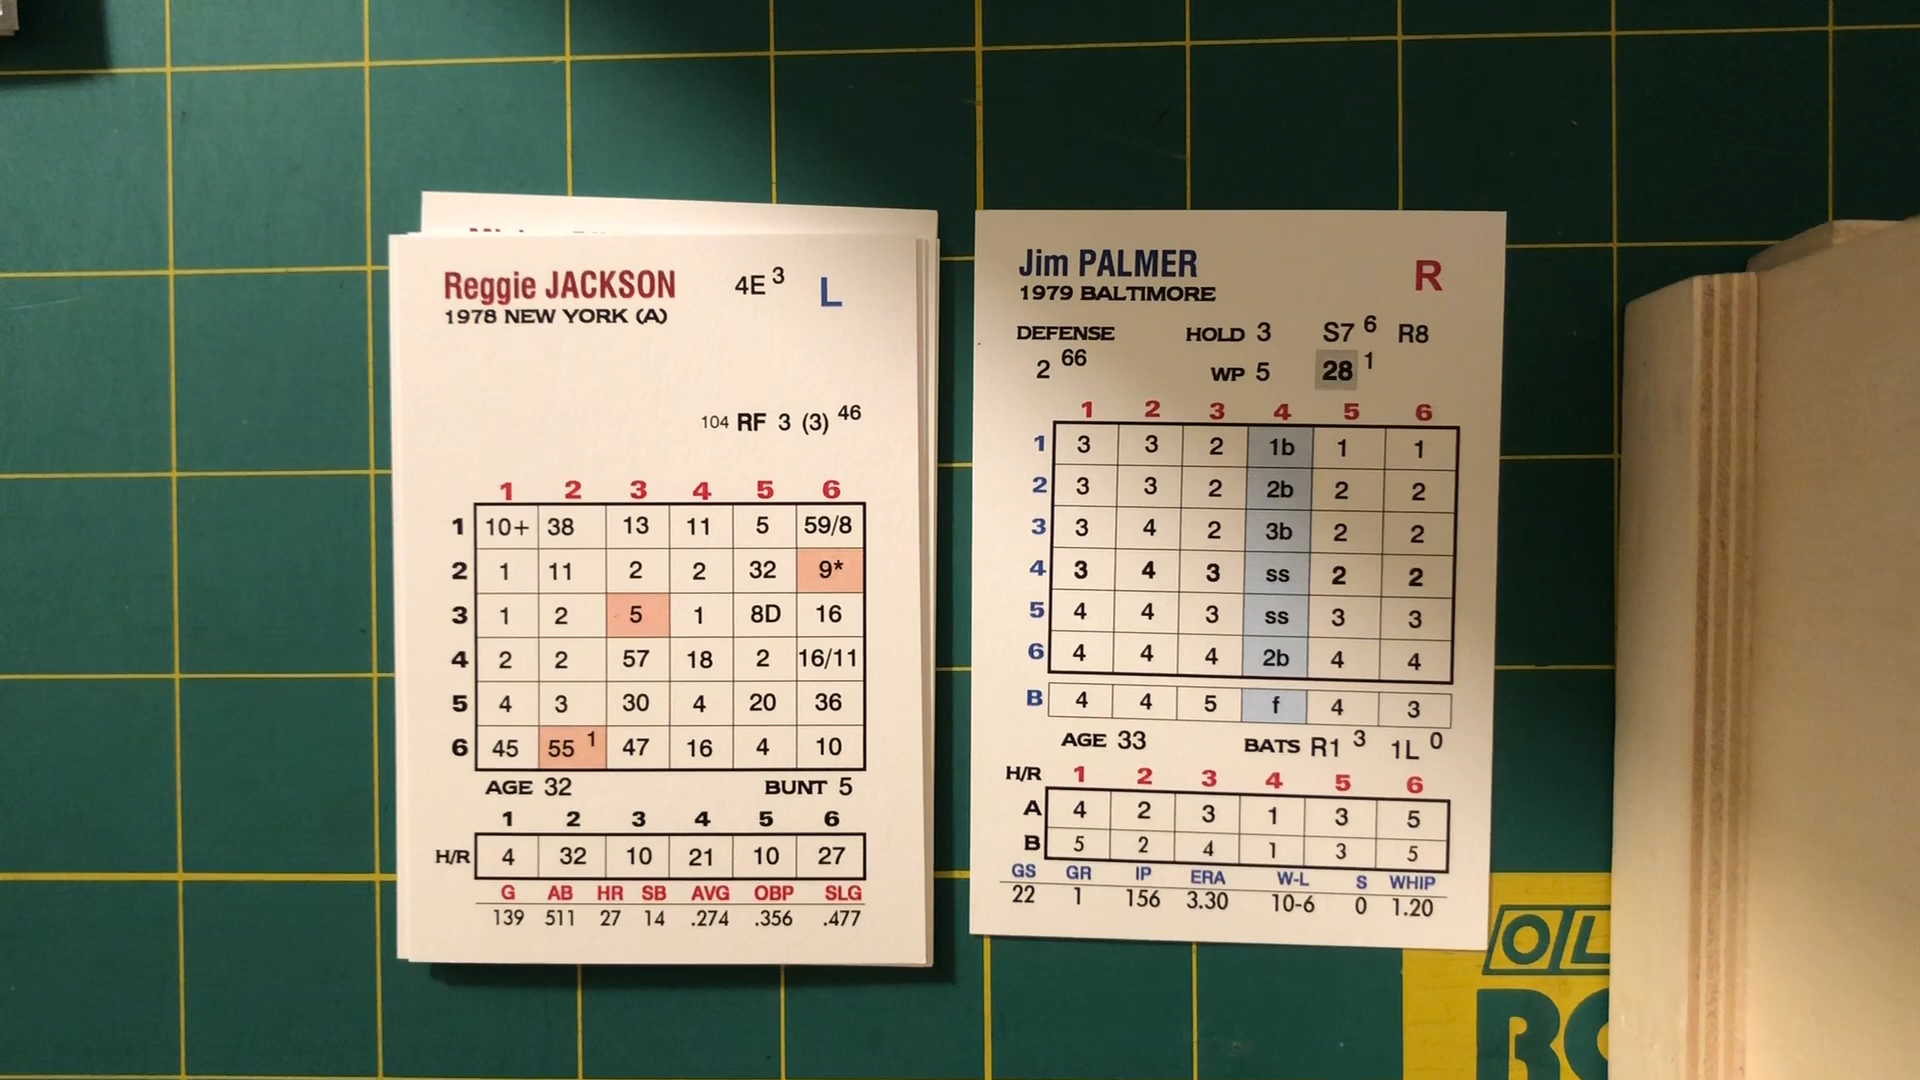 Reggie JACKSON 4E 3 L
1978 NEW YORK (A)
104 RF 3 (3) 46
1 2 3 4 5 6
1 10+ 38 13 11 5 59/8
2 1 11 2 2 32 9*
3 1 2 5 1 8D 16
4 2 2 57 18 2 16/11
5 4 3 30 4 20 36
6 45 55 1 47 16 4 10
AGE 32 BUNT 5
1 2 3 4 5 6
H/R 4 32 10 21 10 27
G AB HR SB AVG OBP SLG
139 511 27 14 .274 .356 .477
Jim PALMER R
1979 BALTIMORE
DEFENSE HOLD 3 S7 6 R8
2 66 WP 5 28 1
1 2 3 4 5 6
1 3 3 2 1b 1 1
2 3 3 2 2b 2 2
3 3 4 2 3b 2 2
4 3 4 3 ss 2 2
5 4 4 3 ss 3 3
6 4 4 4 2b 4 4
B 4 4 5 f 4 3
AGE 33 BATS R1 3 1L 0
H/R 1 2 3 4 5 6
A 4 2 3 1 3 5
B 5 2 4 1 3 5
GS GR IP ERA W-L S WHIP
22 1 156 3.30 10-6 0 1.20